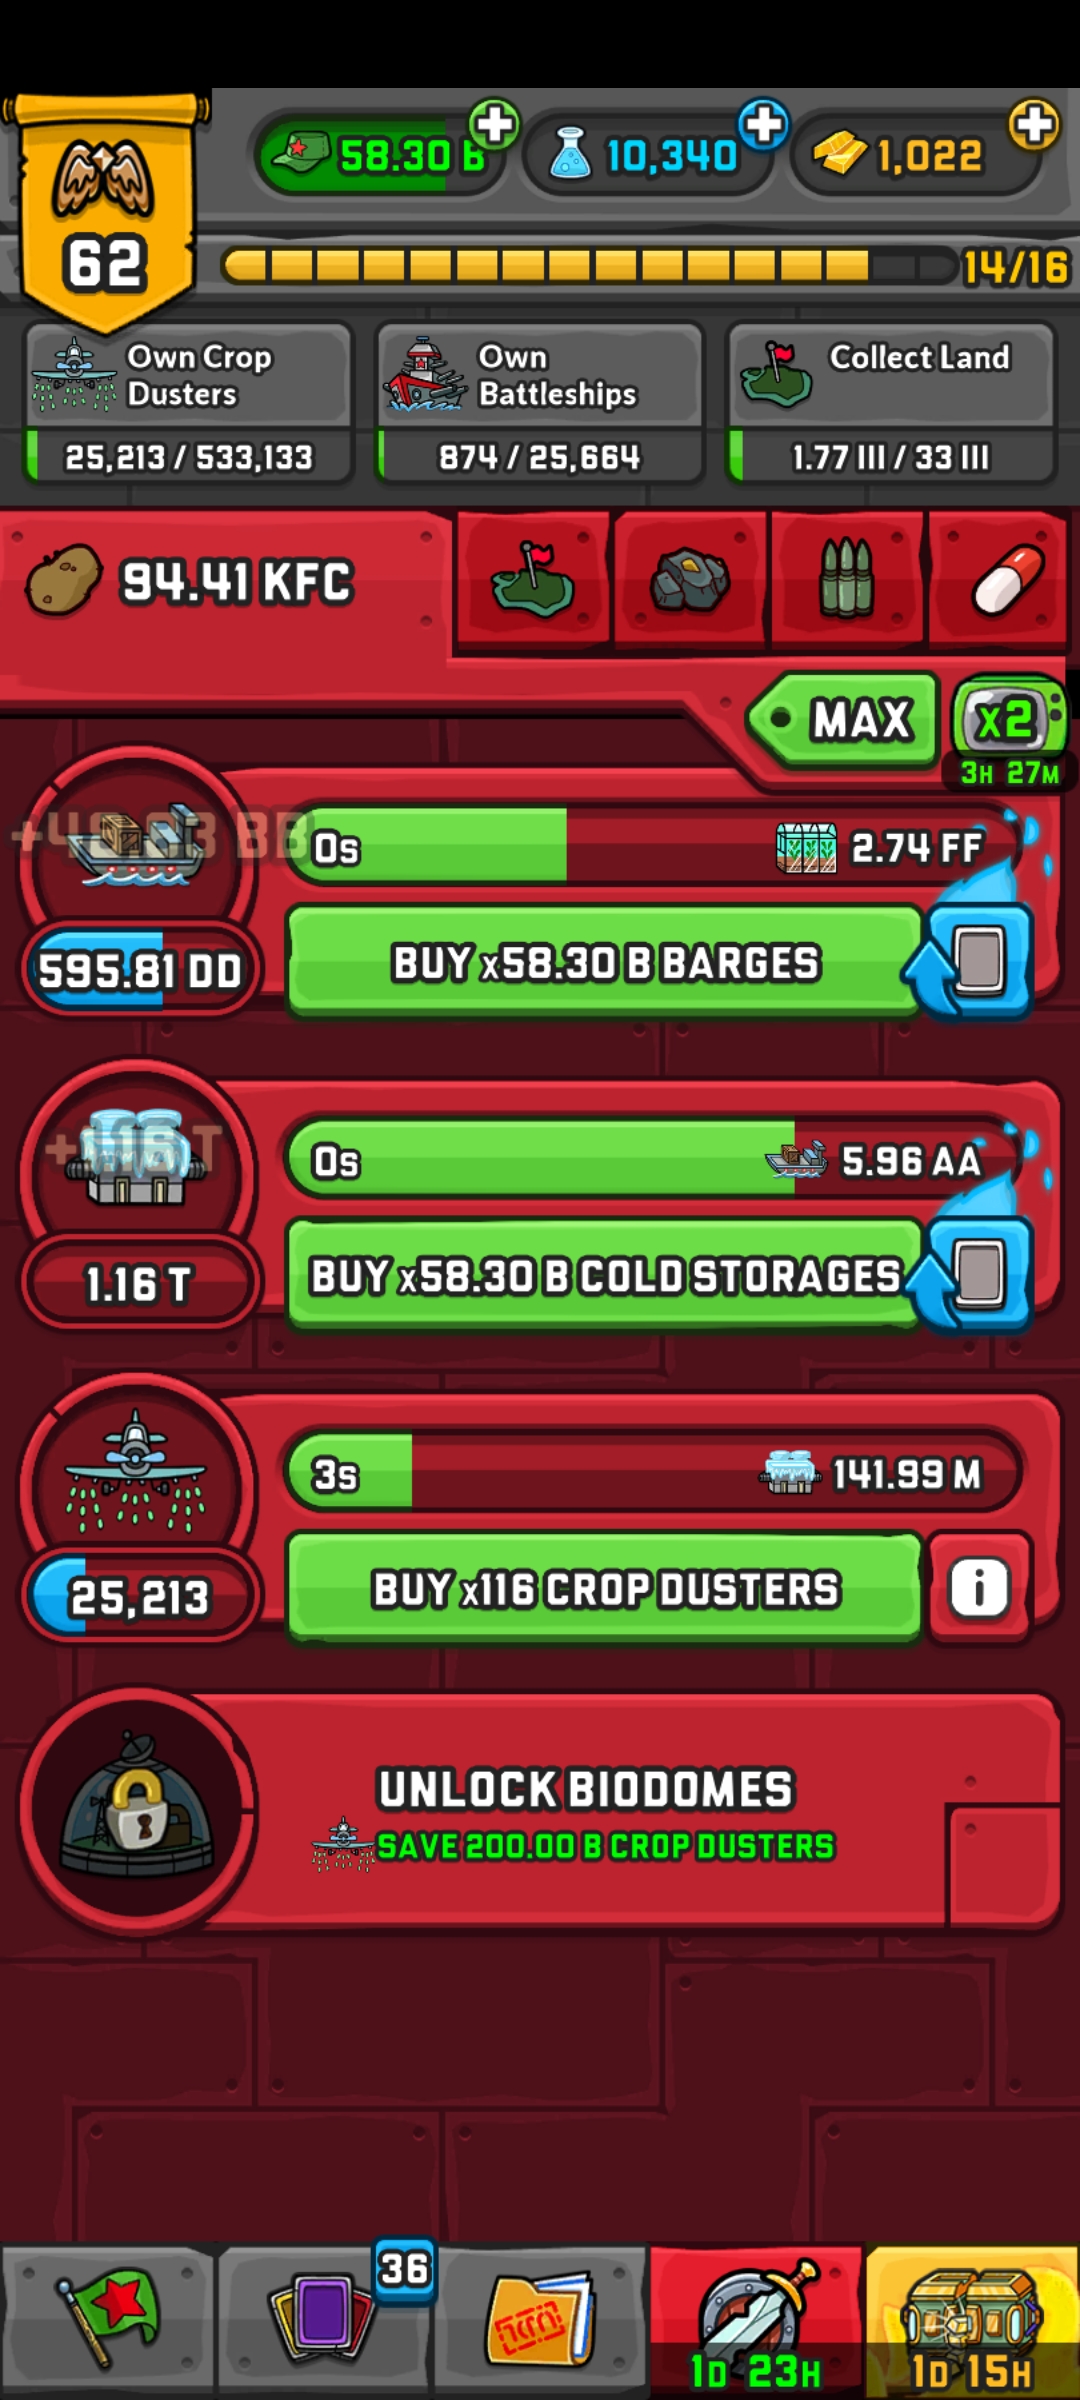 58.30 B
10,340
1,022
62
14/16
Own Crop
Dusters
25,213 / 533,133
Own
Battleships
874 / 25,664
Collect Land
1.77 III / 33 III
94.41 KFC
MAX
x2
3H 27M
0s
2.74 FF
595.81 DD
BUY x58.30 B BARGES
0s
5.96 AA
1.16 T
BUY x58.30 B COLD STORAGES
3s
141.99 M
25,213
BUY x116 CROP DUSTERS
i
UNLOCK BIODOMES
SAVE 200.00 B CROP DUSTERS
36
1D 23H
1D 15H